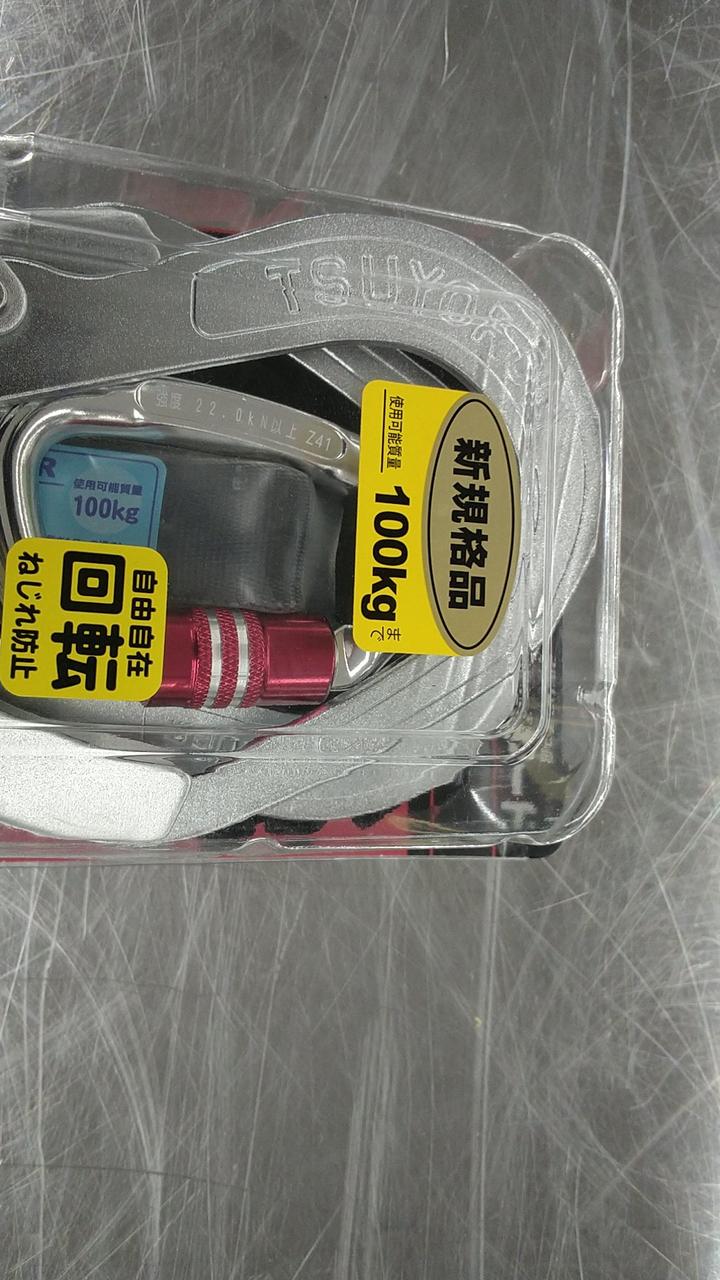 TSUYORON
強度 22.0kN以上 Z41
R
使用可能質量
100kg
新規格品
使用可能質量
100kgまで
自由自在
回転
ねじれ防止